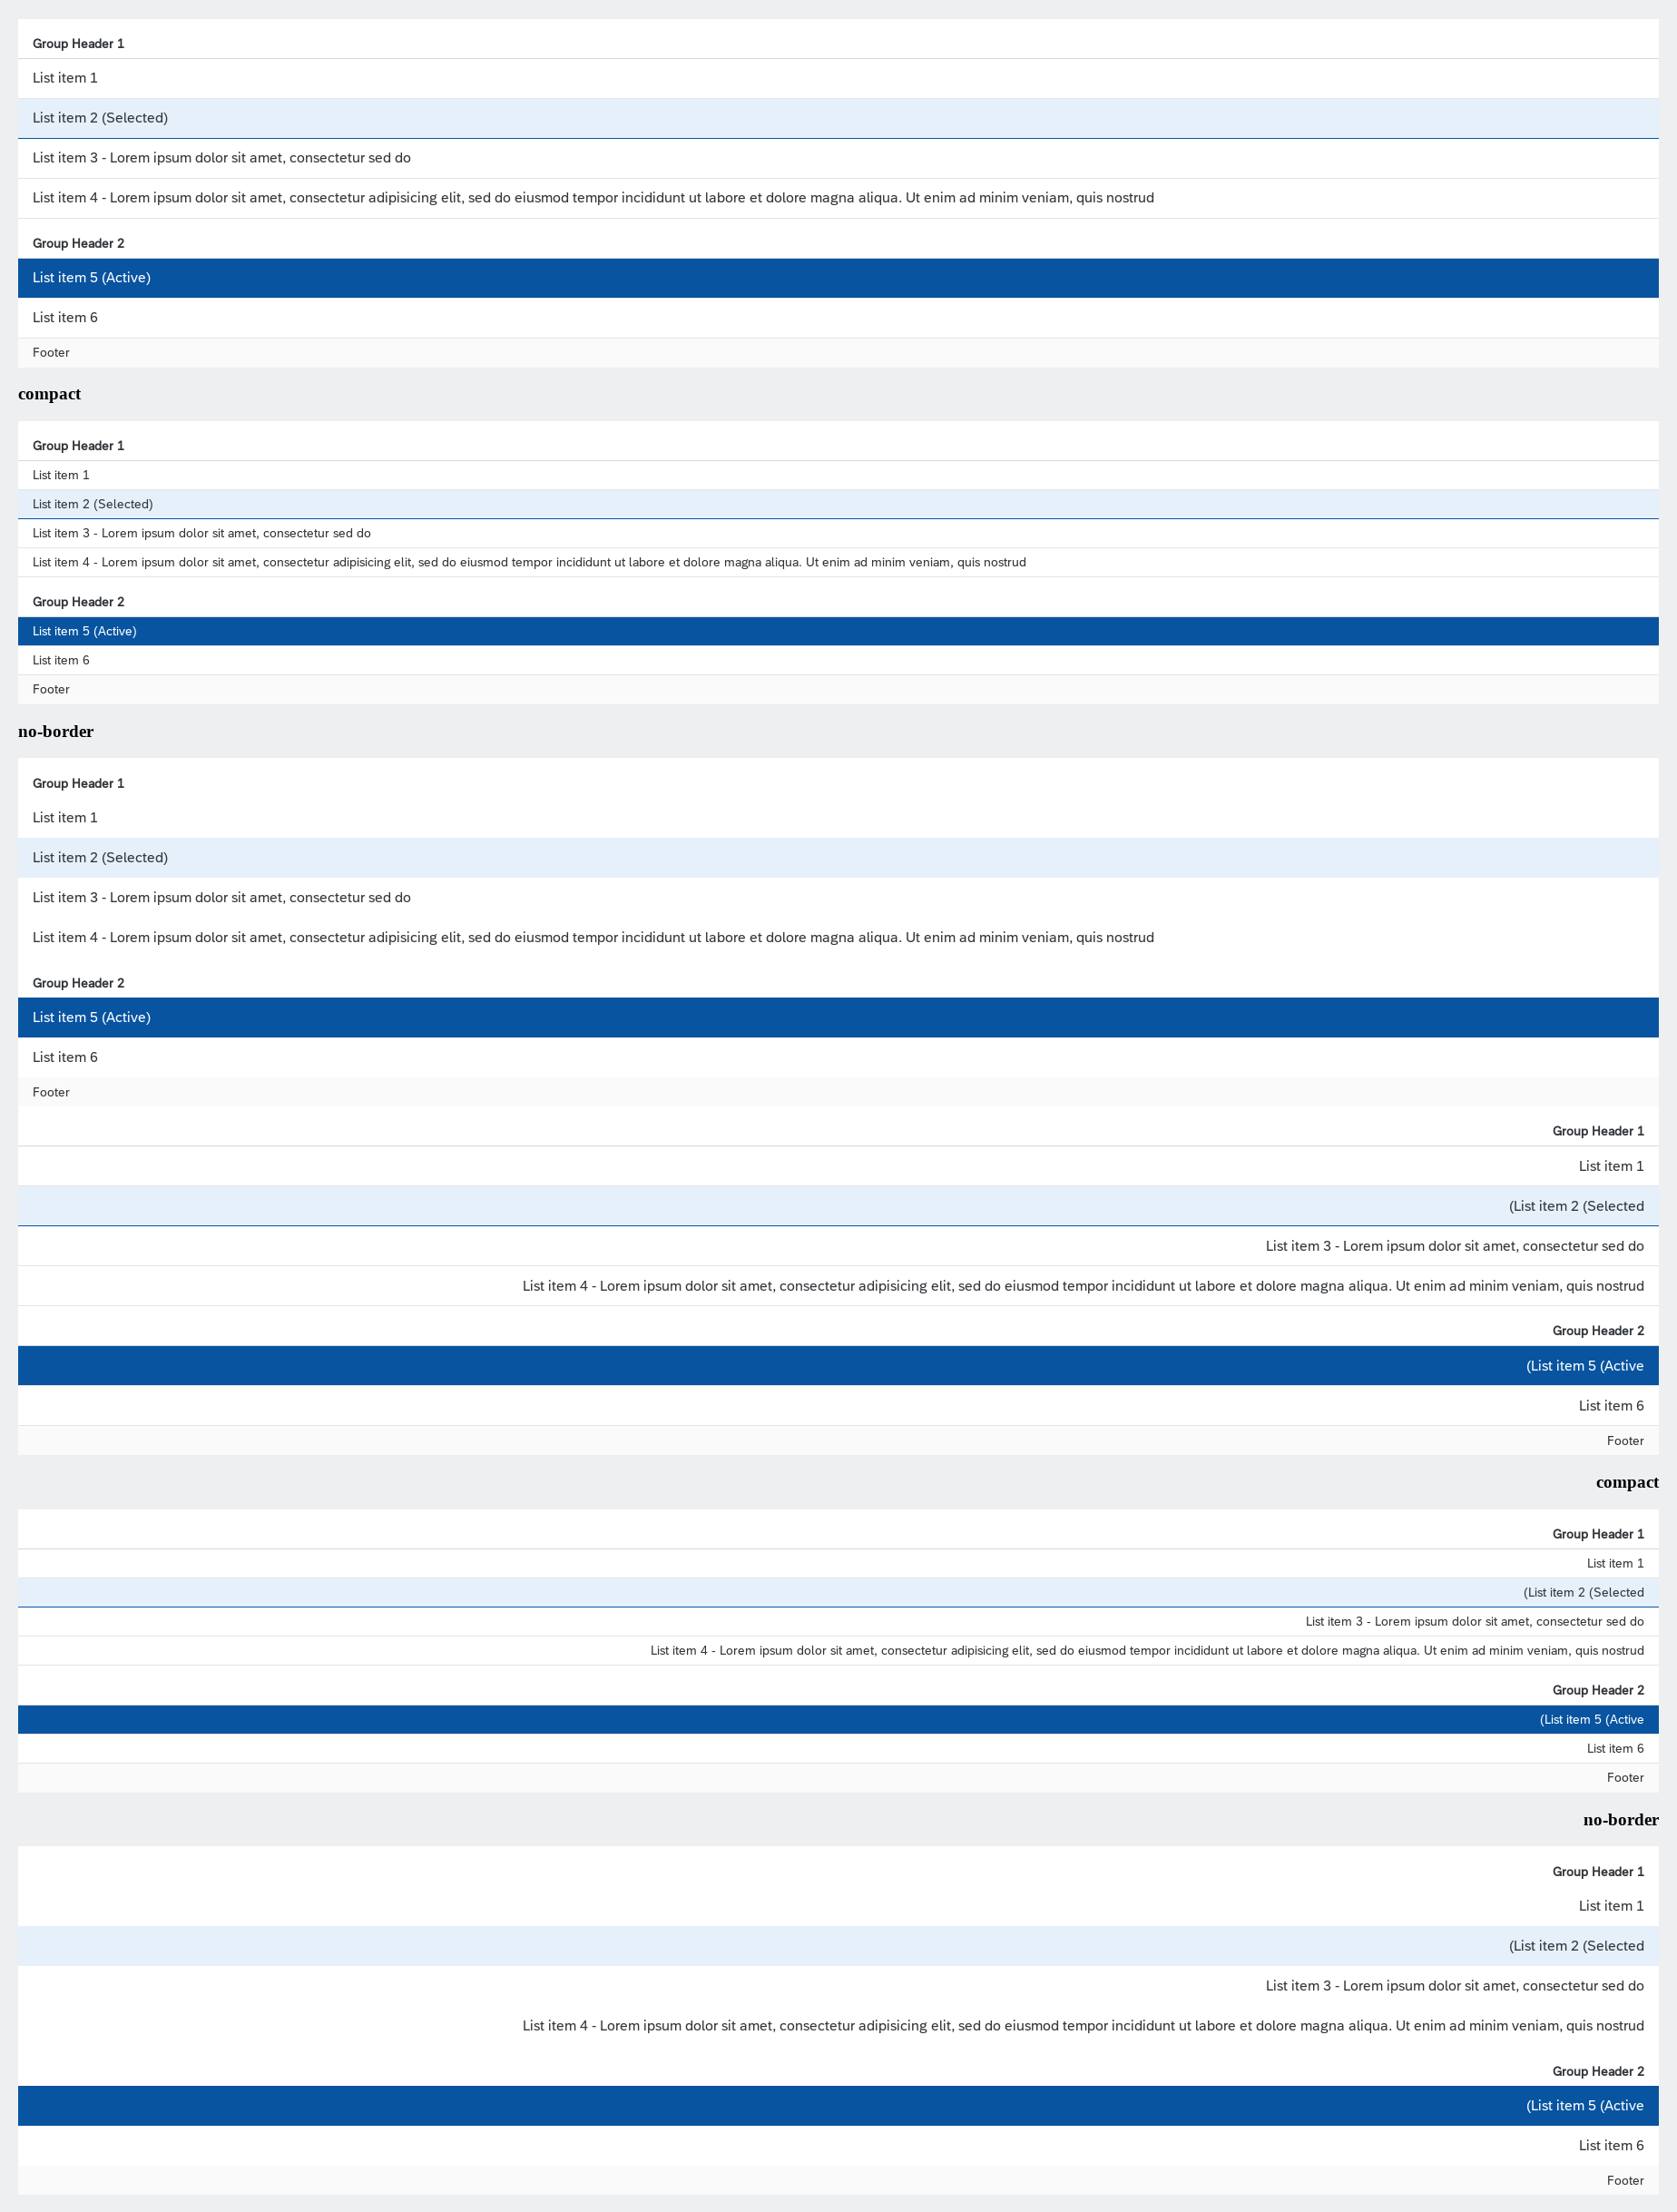 Group Header 1
List item 1
List item 2 (Selected)
List item 3 - Lorem ipsum dolor sit amet, consectetur sed do
List item 4 - Lorem ipsum dolor sit amet, consectetur adipisicing elit, sed do eiusmod tempor incididunt ut labore et dolore magna aliqua. Ut enim ad minim veniam, quis nostrud
Group Header 2
List item 5 (Active)
List item 6
Footer
compact
Group Header 1
List item 1
List item 2 (Selected)
List item 3 - Lorem ipsum dolor sit amet, consectetur sed do
List item 4 - Lorem ipsum dolor sit amet, consectetur adipisicing elit, sed do eiusmod tempor incididunt ut labore et dolore magna aliqua. Ut enim ad minim veniam, quis nostrud
Group Header 2
List item 5 (Active)
List item 6
Footer
no-border
Group Header 1
List item 1
List item 2 (Selected)
List item 3 - Lorem ipsum dolor sit amet, consectetur sed do
List item 4 - Lorem ipsum dolor sit amet, consectetur adipisicing elit, sed do eiusmod tempor incididunt ut labore et dolore magna aliqua. Ut enim ad minim veniam, quis nostrud
Group Header 2
List item 5 (Active)
List item 6
Footer
Group Header 1
List item 1
(List item 2 (Selected
List item 3 - Lorem ipsum dolor sit amet, consectetur sed do
List item 4 - Lorem ipsum dolor sit amet, consectetur adipisicing elit, sed do eiusmod tempor incididunt ut labore et dolore magna aliqua. Ut enim ad minim veniam, quis nostrud
Group Header 2
(List item 5 (Active
List item 6
Footer
compact
Group Header 1
List item 1
(List item 2 (Selected
List item 3 - Lorem ipsum dolor sit amet, consectetur sed do
List item 4 - Lorem ipsum dolor sit amet, consectetur adipisicing elit, sed do eiusmod tempor incididunt ut labore et dolore magna aliqua. Ut enim ad minim veniam, quis nostrud
Group Header 2
(List item 5 (Active
List item 6
Footer
no-border
Group Header 1
List item 1
(List item 2 (Selected
List item 3 - Lorem ipsum dolor sit amet, consectetur sed do
List item 4 - Lorem ipsum dolor sit amet, consectetur adipisicing elit, sed do eiusmod tempor incididunt ut labore et dolore magna aliqua. Ut enim ad minim veniam, quis nostrud
Group Header 2
(List item 5 (Active
List item 6
Footer